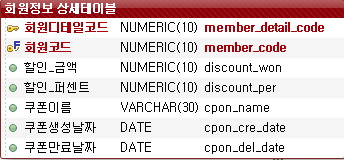 회원정보 상세테이블
회원디테일코드 NUMERIC(10) member_detail_code
회원코드 NUMERIC(10) member_code
할인_금액 NUMERIC(10) discount_won
할인_퍼센트 NUMERIC(10) discount_per
쿠폰이름 VARCHAR(30) cpon_name
쿠폰생성날짜 DATE cpon_cre_date
쿠폰만료날짜 DATE cpon_del_date